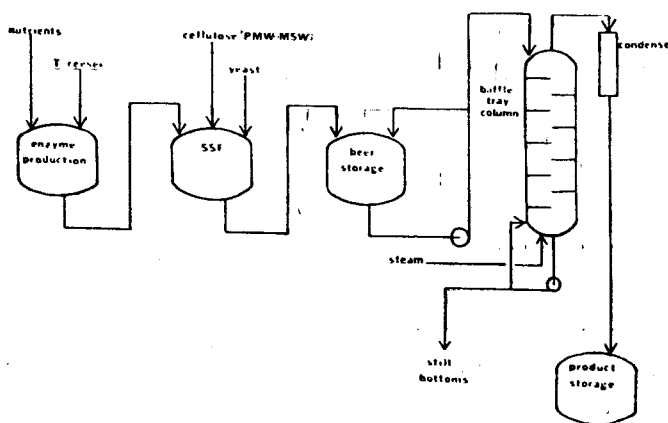 nutrients
T. reesei
cellulose (PMW-MSW)
yeast
enzyme
production
SSF
beer
storage
baffle
tray
column
condense
steam
still
bottoms
product
storage